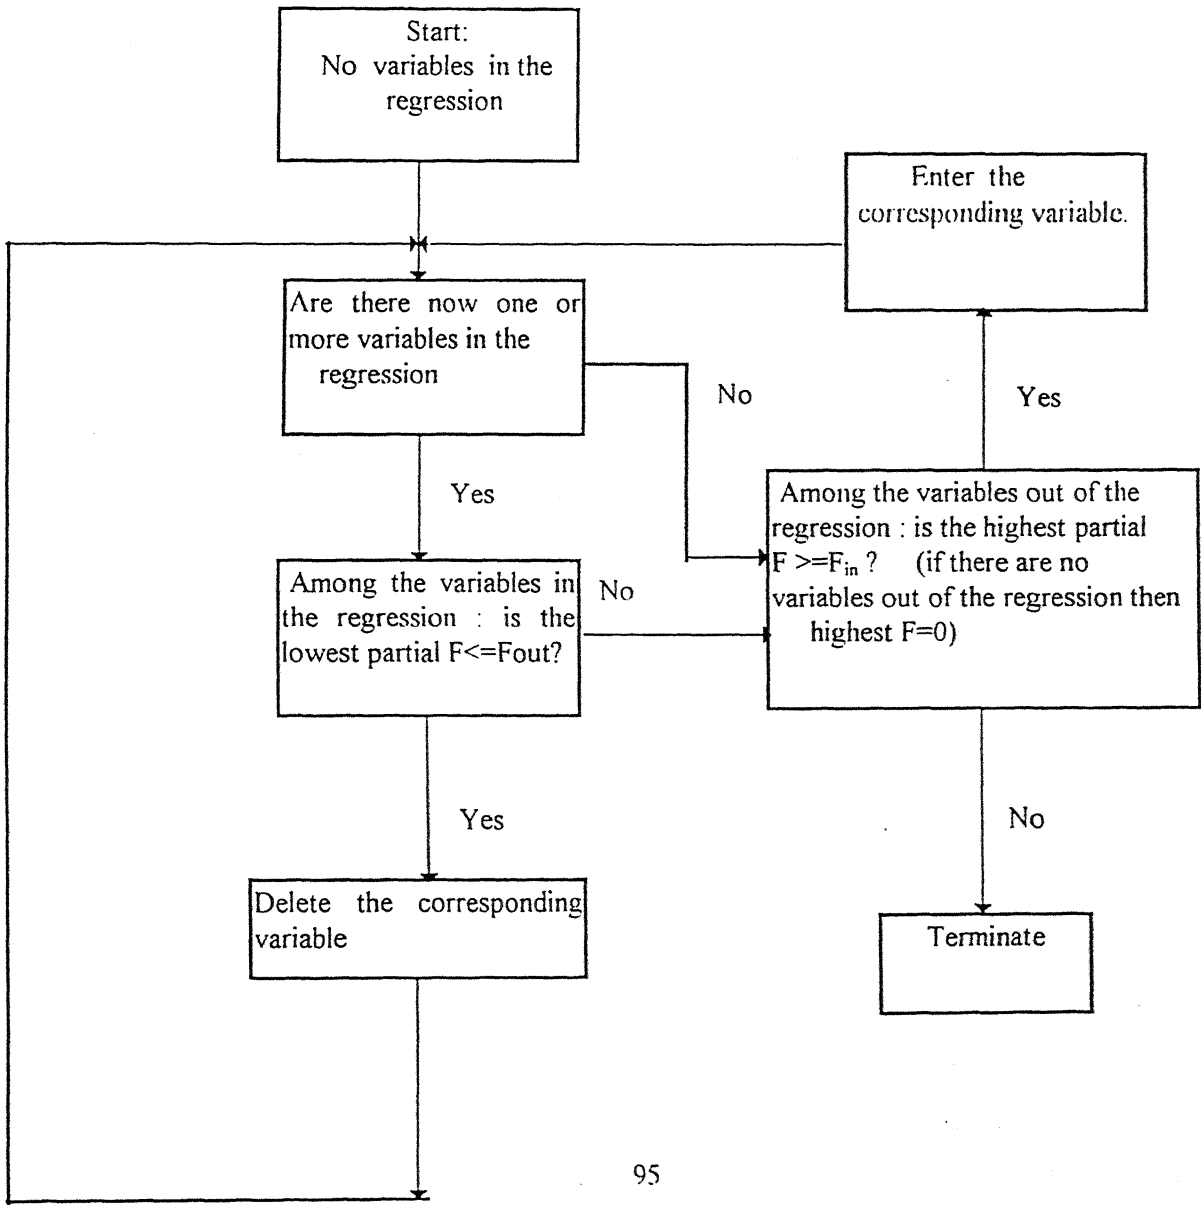 Start:
No variables in the
regression
Enter the
corresponding variable.
Are there now one or
more variables in the
regression
No
Yes
Yes
Among the variables out of the
regression : is the highest partial
F >=Fin ? (if there are no
variables out of the regression then
highest F=0)
Among the variables in
the regression : is the
lowest partial F<=Fout?
No
Yes
No
Delete the corresponding
variable
Terminate
95